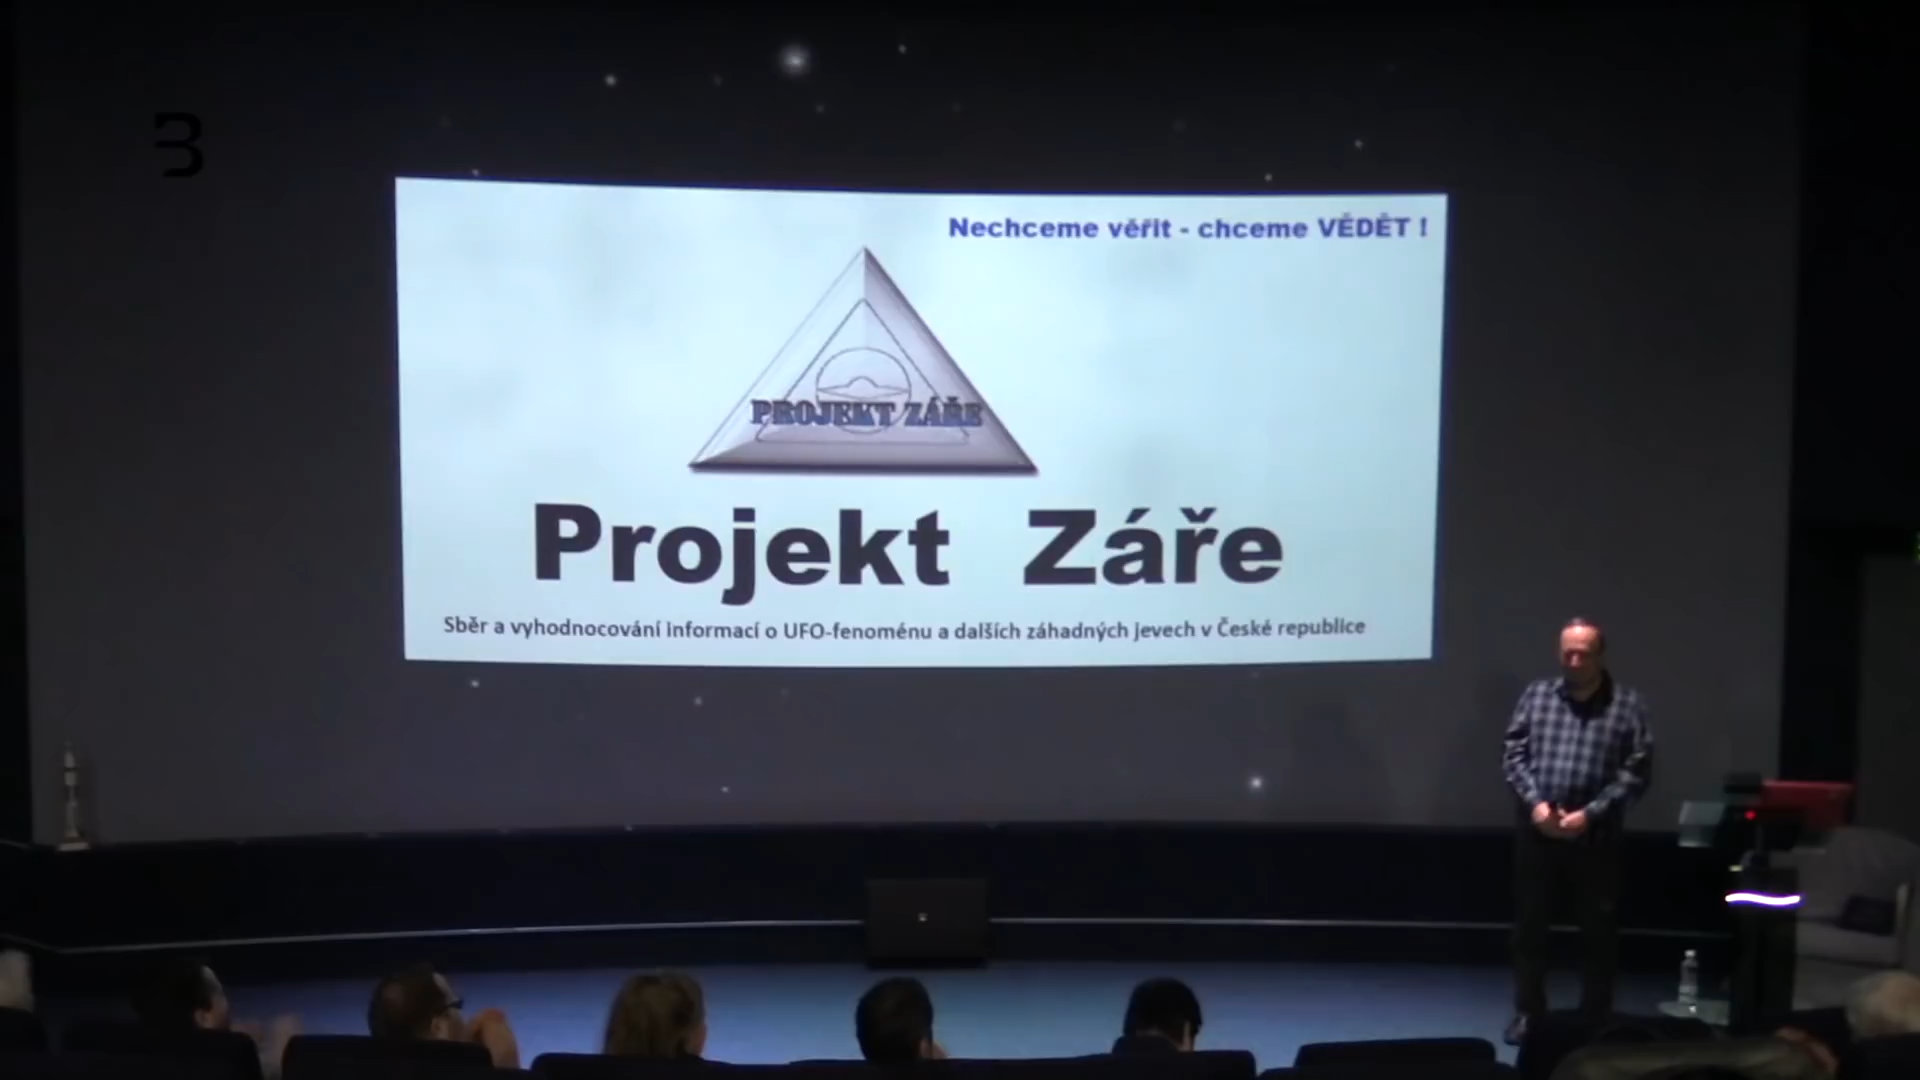 B
Nechceme věřit - chceme VĚDĚT !
PROJEKT ZÁŘE
Projekt Záře
Sběr a vyhodnocování informací o UFO-fenoménu a dalších záhadných jevech v České republice